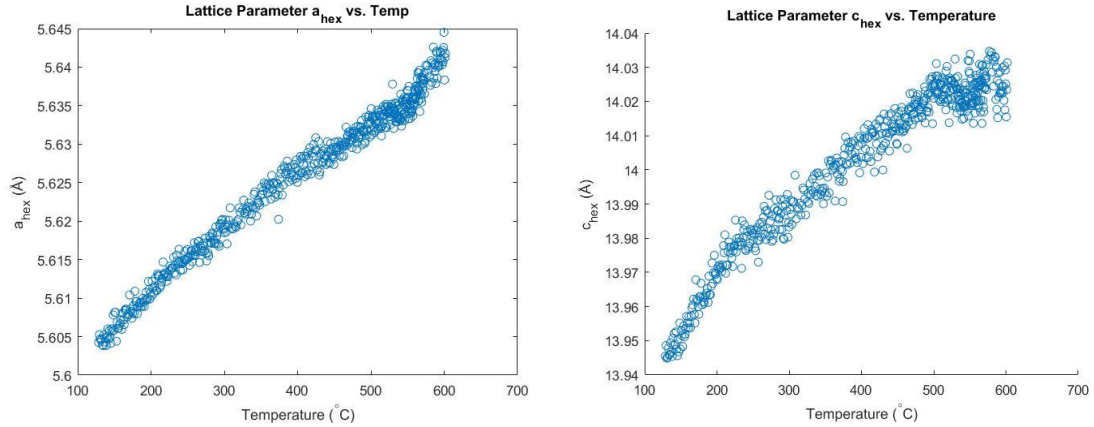 Lattice Parameter a_hex vs. Temp
5.645
5.64
5.635
5.63
5.625
5.62
5.615
5.61
5.605
5.6
a_hex (Å)
100 200 300 400 500 600 700
Temperature (°C)
Lattice Parameter c_hex vs. Temperature
14.04
14.03
14.02
14.01
14
13.99
13.98
13.97
13.96
13.95
13.94
c_hex (Å)
100 200 300 400 500 600 700
Temperature (°C)